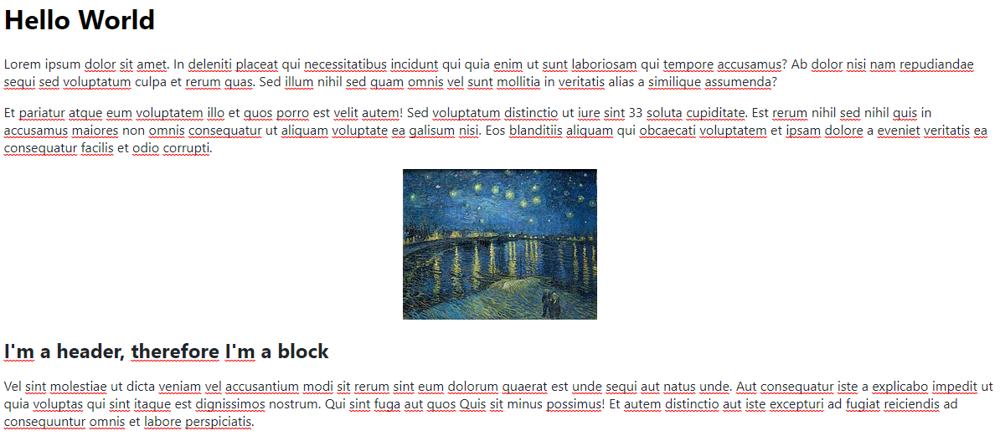 Hello World
Lorem ipsum dolor sit amet. In deleniti placeat qui necessitatibus incidunt qui quia enim ut sunt laboriosam qui tempore accusamus? Ab dolor nisi nam repudiandae
sequi sed voluptatum culpa et rerum quas. Sed illum nihil sed quam omnis vel sunt mollitia in veritatis alias a similique assumenda?
Et pariatur atque eum voluptatem illo et quos porro est velit autem! Sed voluptatum distinctio ut iure sint 33 soluta cupiditate. Est rerum nihil sed nihil quis in
accusamus maiores non omnis consequatur ut aliquam voluptate ea galisum nisi. Eos blanditiis aliquam qui obcaecati voluptatem et ipsam dolore a eveniet veritatis ea
consequatur facilis et odio corrupti.
I'm a header, therefore I'm a block
Vel sint molestiae ut dicta veniam vel accusantium modi sit rerum sint eum dolorum quaerat est unde sequi aut natus unde. Aut consequatur iste a explicabo impedit ut
quia voluptas qui sint itaque est dignissimos nostrum. Qui sint fuga aut quos Quis sit minus possimus! Et autem distinctio aut iste excepturi ad fugiat reiciendis ad
consequuntur omnis et labore perspiciatis.